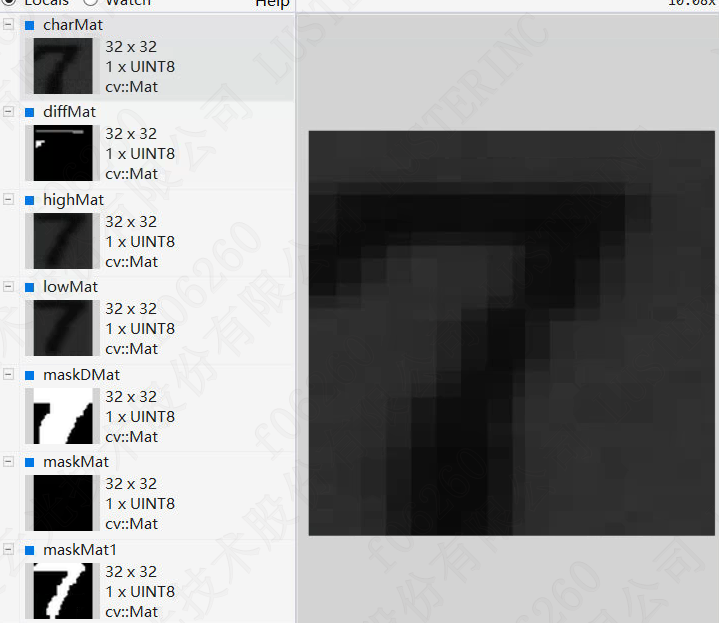 Locals Watch Help 10.08x
charMat
32 x 32
1 x UINT8
cv::Mat
diffMat
32 x 32
1 x UINT8
cv::Mat
highMat
32 x 32
1 x UINT8
cv::Mat
lowMat
32 x 32
1 x UINT8
cv::Mat
maskDMat
32 x 32
1 x UINT8
cv::Mat
maskMat
32 x 32
1 x UINT8
cv::Mat
maskMat1
32 x 32
1 x UINT8
cv::Mat
7